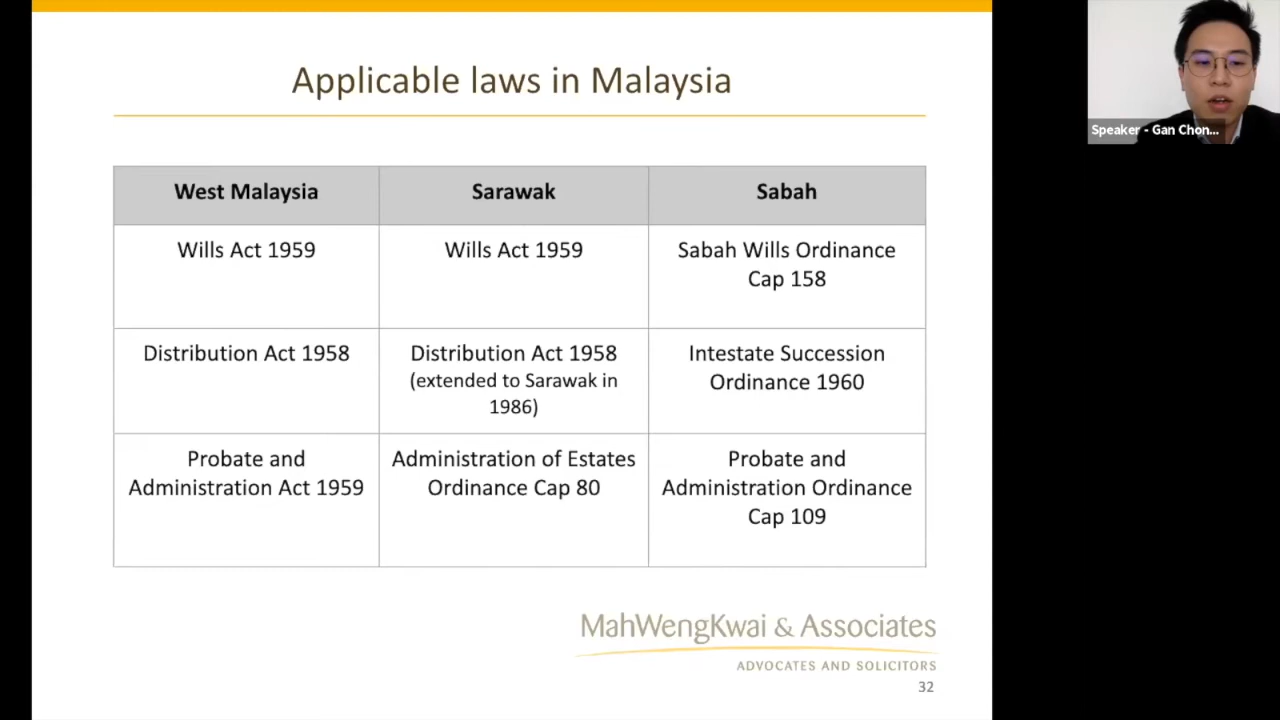 Applicable laws in Malaysia
West Malaysia
Sarawak
Sabah
Wills Act 1959
Wills Act 1959
Sabah Wills Ordinance
Cap 158
Distribution Act 1958
Distribution Act 1958
(extended to Sarawak in
1986)
Intestate Succession
Ordinance 1960
Probate and
Administration Act 1959
Administration of Estates
Ordinance Cap 80
Probate and
Administration Ordinance
Cap 109
MahWengKwai & Associates
ADVOCATES AND SOLICITORS
32
Speaker - Gan Chon...